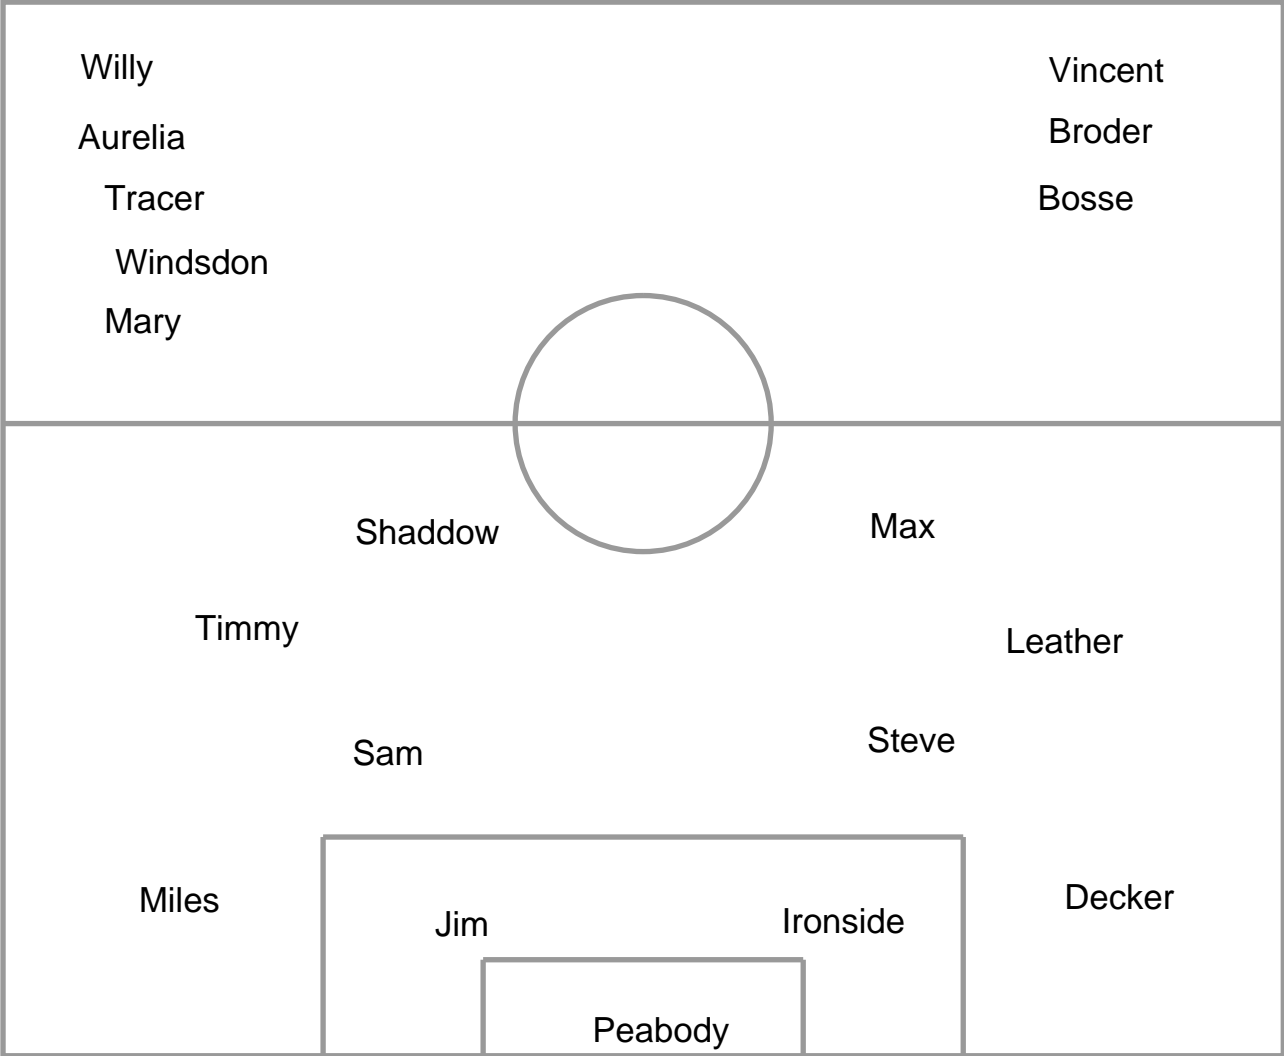 Willy
Vincent
Aurelia
Broder
Tracer
Bosse
Windsdon
Mary
Shaddow
Max
Timmy
Leather
Sam
Steve
Miles
Decker
Jim
Ironside
Peabody